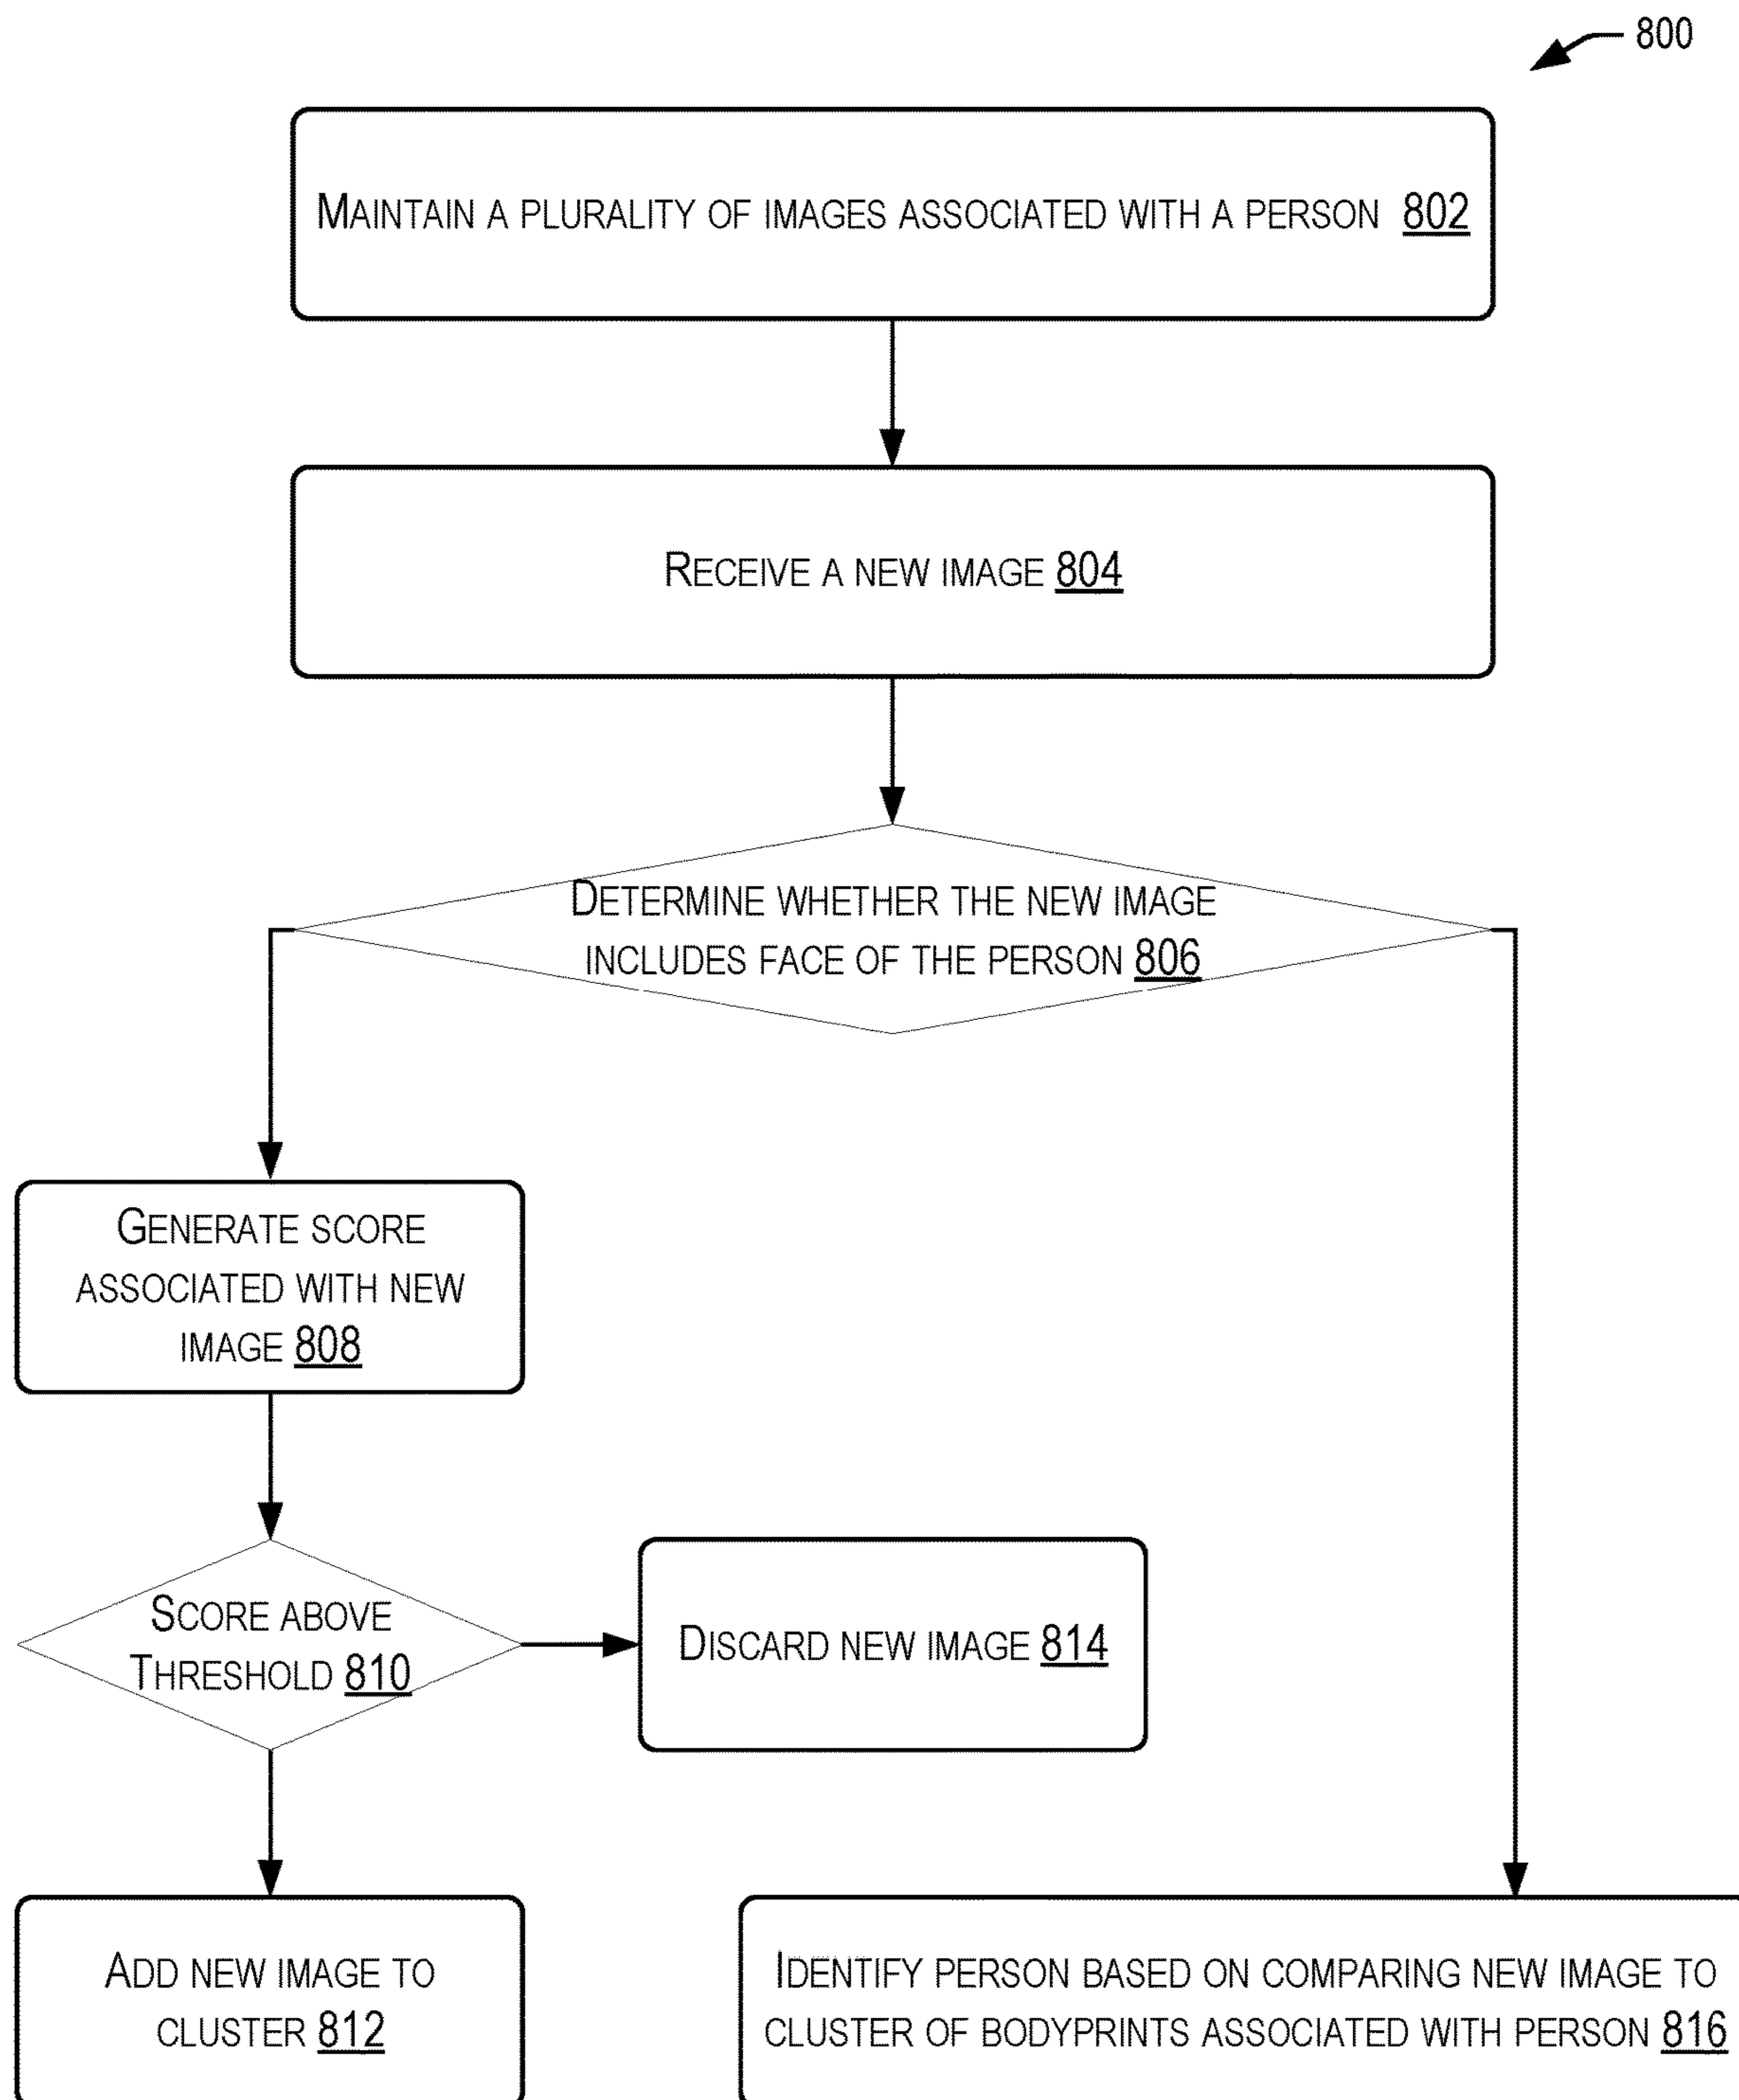 800
MAINTAIN A PLURALITY OF IMAGES ASSOCIATED WITH A PERSON 802
RECEIVE A NEW IMAGE 804
DETERMINE WHETHER THE NEW IMAGE
INCLUDES FACE OF THE PERSON 806
GENERATE SCORE
ASSOCIATED WITH NEW
IMAGE 808
SCORE ABOVE
THRESHOLD 810
DISCARD NEW IMAGE 814
ADD NEW IMAGE TO
CLUSTER 812
IDENTIFY PERSON BASED ON COMPARING NEW IMAGE TO
CLUSTER OF BODYPRINTS ASSOCIATED WITH PERSON 816